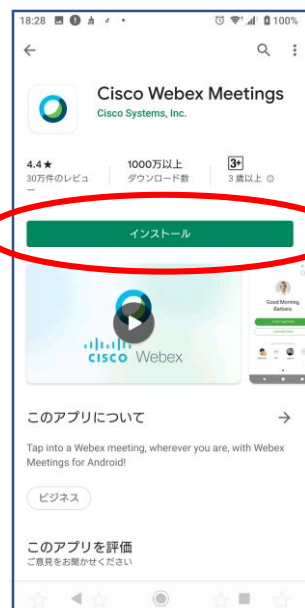 18:28
100%
Cisco Webex Meetings
Cisco Systems, Inc.
4.4★
30万件のレビュー
1000万以上
ダウンロード数
3+
3 歳以上
インストール
cisco Webex
Good Morning,
Barbara.
このアプリについて
Tap into a Webex meeting, wherever you are, with Webex
Meetings for Android!
ビジネス
このアプリを評価
ご意見をお聞かせください